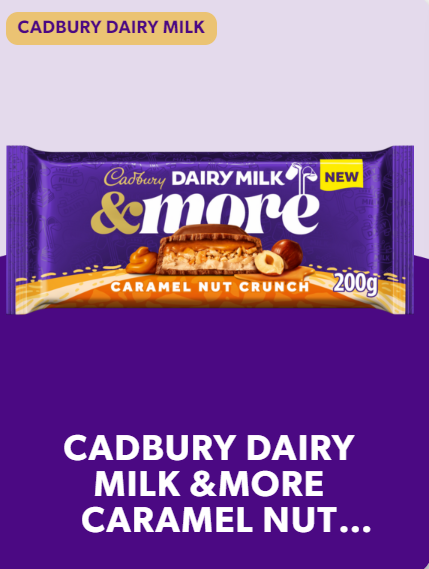 CADBURY DAIRY MILK
Cadbury DAIRY MILK
NEW
&more
CARAMEL NUT CRUNCH
200g
CADBURY DAIRY
MILK &MORE
CARAMEL NUT...